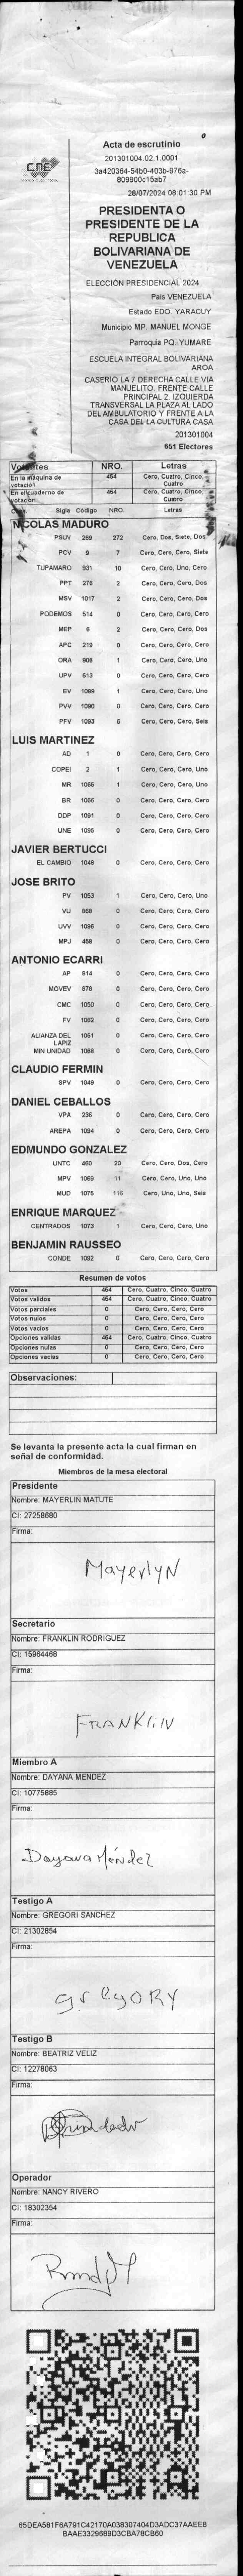 CNE
Acta de escrutinio
201301004.02.1.0001
3a420364-54b0-403b-976a-
809900c15ab7
28/07/2024 08:01:30 PM
PRESIDENTA O
PRESIDENTE DE LA
REPUBLICA
BOLIVARIANA DE
VENEZUELA
ELECCIÓN PRESIDENCIAL 2024
Pais VENEZUELA
Estado EDO. YARACUY
Municipio MP. MANUEL MONGE
Parroquia PQ. YUMARE
ESCUELA INTEGRAL BOLIVARIANA
AROA
CASERIO LA 7 DERECHA CALLE VIA
MANUELITO. FRENTE CALLE
PRINCIPAL 2. IZQUIERDA
TRANSVERSAL LA PLAZA AL LADO
DEL AMBULATORIO Y FRENTE A LA
CASA DEL LA CULTURA CASA
201301004
651 Electores
Votantes NRO. Letras
En la máquina de votación 454 Cero, Cuatro, Cinco, Cuatro
En el cuaderno de votación 454 Cero, Cuatro, Cinco, Cuatro
Sigla Código NRO. Letras
NICOLAS MADURO
PSUV 269 272 Cero, Dos, Siete, Dos
PCV 9 7 Cero, Cero, Cero, Siete
TUPAMARO 931 10 Cero, Cero, Uno, Cero
PPT 276 2 Cero, Cero, Cero, Dos
MSV 1017 2 Cero, Cero, Cero, Dos
PODEMOS 514 0 Cero, Cero, Cero, Cero
MEP 6 2 Cero, Cero, Cero, Dos
APC 219 0 Cero, Cero, Cero, Cero
ORA 906 1 Cero, Cero, Cero, Uno
UPV 513 0 Cero, Cero, Cero, Cero
EV 1089 1 Cero, Cero, Cero, Uno
PVV 1090 0 Cero, Cero, Cero, Cero
PFV 1093 6 Cero, Cero, Cero, Seis
LUIS MARTINEZ
AD 1 0 Cero, Cero, Cero, Cero
COPEI 2 1 Cero, Cero, Cero, Uno
MR 1065 1 Cero, Cero, Cero, Uno
BR 1066 0 Cero, Cero, Cero, Cero
DDP 1091 0 Cero, Cero, Cero, Cero
UNE 1095 0 Cero, Cero, Cero, Cero
JAVIER BERTUCCI
EL CAMBIO 1048 0 Cero, Cero, Cero, Cero
JOSE BRITO
PV 1053 1 Cero, Cero, Cero, Uno
VU 868 0 Cero, Cero, Cero, Cero
UVV 1096 0 Cero, Cero, Cero, Cero
MPJ 458 0 Cero, Cero, Cero, Cero
ANTONIO ECARRI
AP 814 0 Cero, Cero, Cero, Cero
MOVEV 878 0 Cero, Cero, Cero, Cero
CMC 1050 0 Cero, Cero, Cero, Cero
FV 1062 0 Cero, Cero, Cero, Cero
ALIANZA DEL LAPIZ 1051 0 Cero, Cero, Cero, Cero
MIN UNIDAD 1068 0 Cero, Cero, Cero, Cero
CLAUDIO FERMIN
SPV 1049 0 Cero, Cero, Cero, Cero
DANIEL CEBALLOS
VPA 236 0 Cero, Cero, Cero, Cero
AREPA 1094 0 Cero, Cero, Cero, Cero
EDMUNDO GONZALEZ
UNTC 460 20 Cero, Cero, Dos, Cero
MPV 1069 11 Cero, Cero, Uno, Uno
MUD 1075 116 Cero, Uno, Uno, Seis
ENRIQUE MARQUEZ
CENTRADOS 1073 1 Cero, Cero, Cero, Uno
BENJAMIN RAUSSEO
CONDE 1092 0 Cero, Cero, Cero, Cero
Resumen de votos
Votos 454 Cero, Cuatro, Cinco, Cuatro
Votos validos 454 Cero, Cuatro, Cinco, Cuatro
Votos parciales 0 Cero, Cero, Cero, Cero
Votos nulos 0 Cero, Cero, Cero, Cero
Votos vacios 0 Cero, Cero, Cero, Cero
Opciones validas 454 Cero, Cuatro, Cinco, Cuatro
Opciones nulas 0 Cero, Cero, Cero, Cero
Opciones vacias 0 Cero, Cero, Cero, Cero
Observaciones:
Se levanta la presente acta la cual firman en
señal de conformidad.
Miembros de la mesa electoral
Presidente
Nombre: MAYERLIN MATUTE
CI: 27258680
Firma:
MayerlyN
Secretario
Nombre: FRANKLIN RODRIGUEZ
CI: 15964468
Firma:
FRANKlIN
Miembro A
Nombre: DAYANA MENDEZ
CI: 10775885
Firma:
Dayana Méndez
Testigo A
Nombre: GREGORI SANCHEZ
CI: 21302854
Firma:
grEgORY
Testigo B
Nombre: BEATRIZ VELIZ
CI: 12278063
Firma:
Operador
Nombre: NANCY RIVERO
CI: 18302354
Firma:
65DEA581F6A791C42170A038307404D3ADC37AAEE8
BAAE3329689D3CBA78CB60